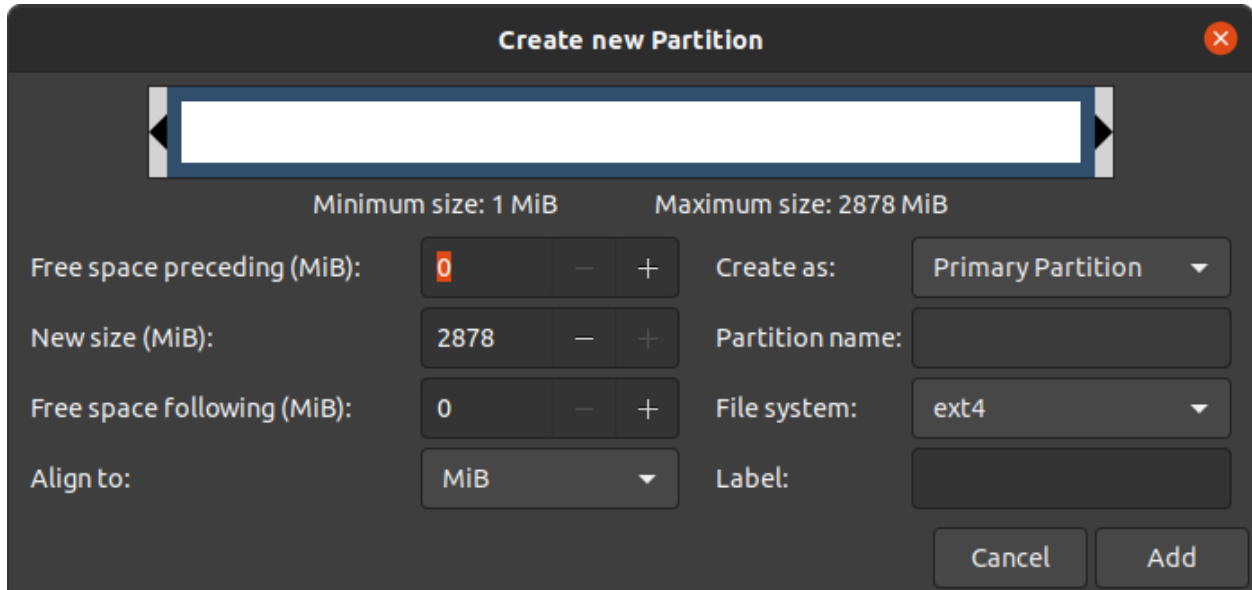 Create new Partition
Minimum size: 1 MiB Maximum size: 2878 MiB
Free space preceding (MiB): 0 − + Create as: Primary Partition
New size (MiB): 2878 − + Partition name:
Free space following (MiB): 0 − + File system: ext4
Align to: MiB Label:
Cancel Add